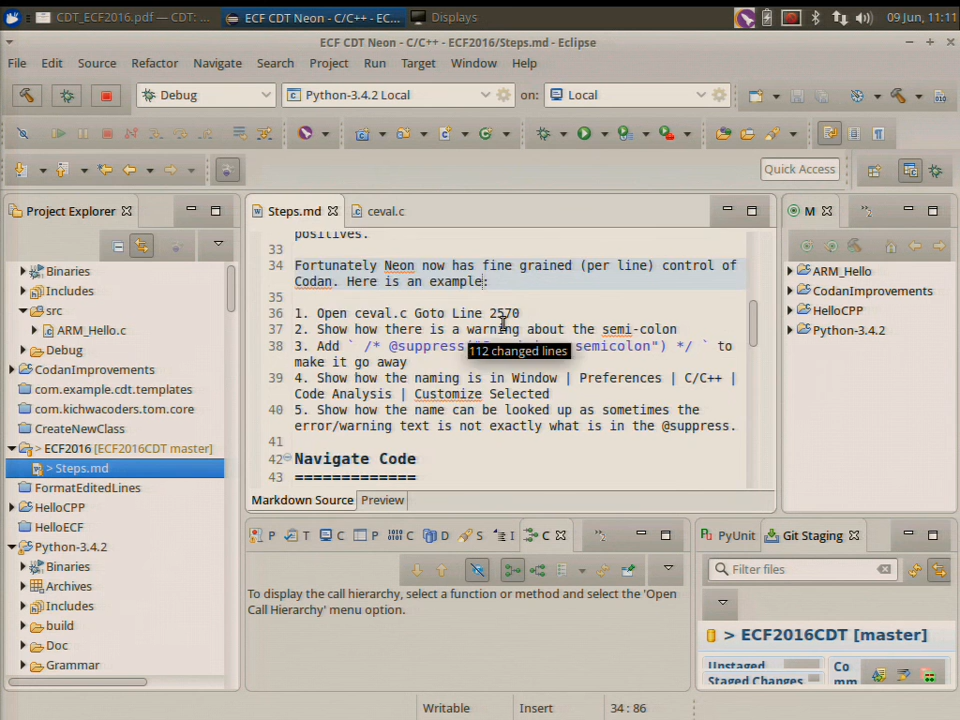 CDT_ECF2016.pdf — CDT: ...
ECF CDT Neon - C/C++ - EC...
Displays
09 Jun, 11:11
ECF CDT Neon - C/C++ - ECF2016/Steps.md - Eclipse
File Edit Source Refactor Navigate Search Project Run Target Window Help
Debug
Python-3.4.2 Local
on:
Local
Quick Access
Project Explorer
Binaries
Includes
src
ARM_Hello.c
Debug
CodanImprovements
com.example.cdt.templates
com.kichwacoders.tom.core
CreateNewClass
> ECF2016 [ECF2016CDT master]
> Steps.md
FormatEditedLines
HelloCPP
HelloECF
Python-3.4.2
Binaries
Archives
Includes
build
Doc
Grammar
Steps.md
ceval.c
positives.
33
34 Fortunately Neon now has fine grained (per line) control of
Codan. Here is an example:
35
36 1. Open ceval.c Goto Line 2570
37 2. Show how there is a warning about the semi-colon
38 3. Add ` /* @suppress( semicolon") */ ` to
112 changed lines
make it go away
39 4. Show how the naming is in Window | Preferences | C/C++ |
Code Analysis | Customize Selected
40 5. Show how the name can be looked up as sometimes the
error/warning text is not exactly what is in the @suppress.
41
42 Navigate Code
43 =============
Markdown Source Preview
M
ARM_Hello
CodanImprovements
HelloCPP
Python-3.4.2
P T C P C D S I C
To display the call hierarchy, select a function or method and select the 'Open
Call Hierarchy' menu option.
PyUnit
Git Staging
Filter files
> ECF2016CDT [master]
Unstaged
Staged Changes
Co
mm
Writable Insert 34 : 86